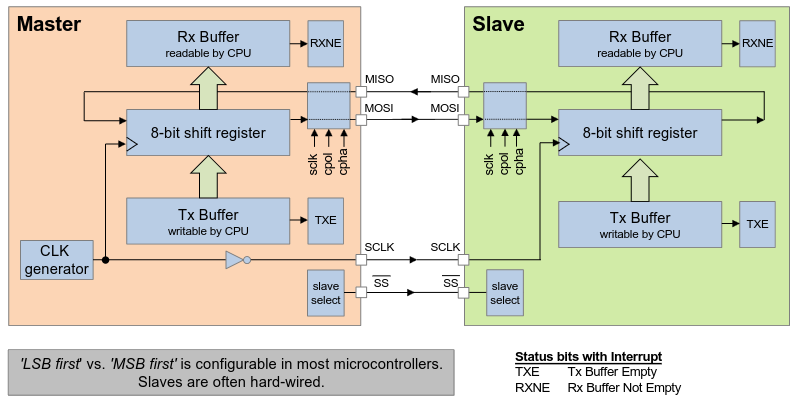 Master
Slave
Rx Buffer
readable by CPU
RXNE
Rx Buffer
readable by CPU
RXNE
MISO
MISO
MOSI
MOSI
8-bit shift register
8-bit shift register
sclk
cpol
cpha
sclk
cpol
cpha
Tx Buffer
writable by CPU
TXE
Tx Buffer
writable by CPU
TXE
CLK
generator
SCLK
SCLK
slave
select
SS
SS
slave
select
'LSB first' vs. 'MSB first' is configurable in most microcontrollers.
Slaves are often hard-wired.
Status bits with Interrupt
TXE Tx Buffer Empty
RXNE Rx Buffer Not Empty